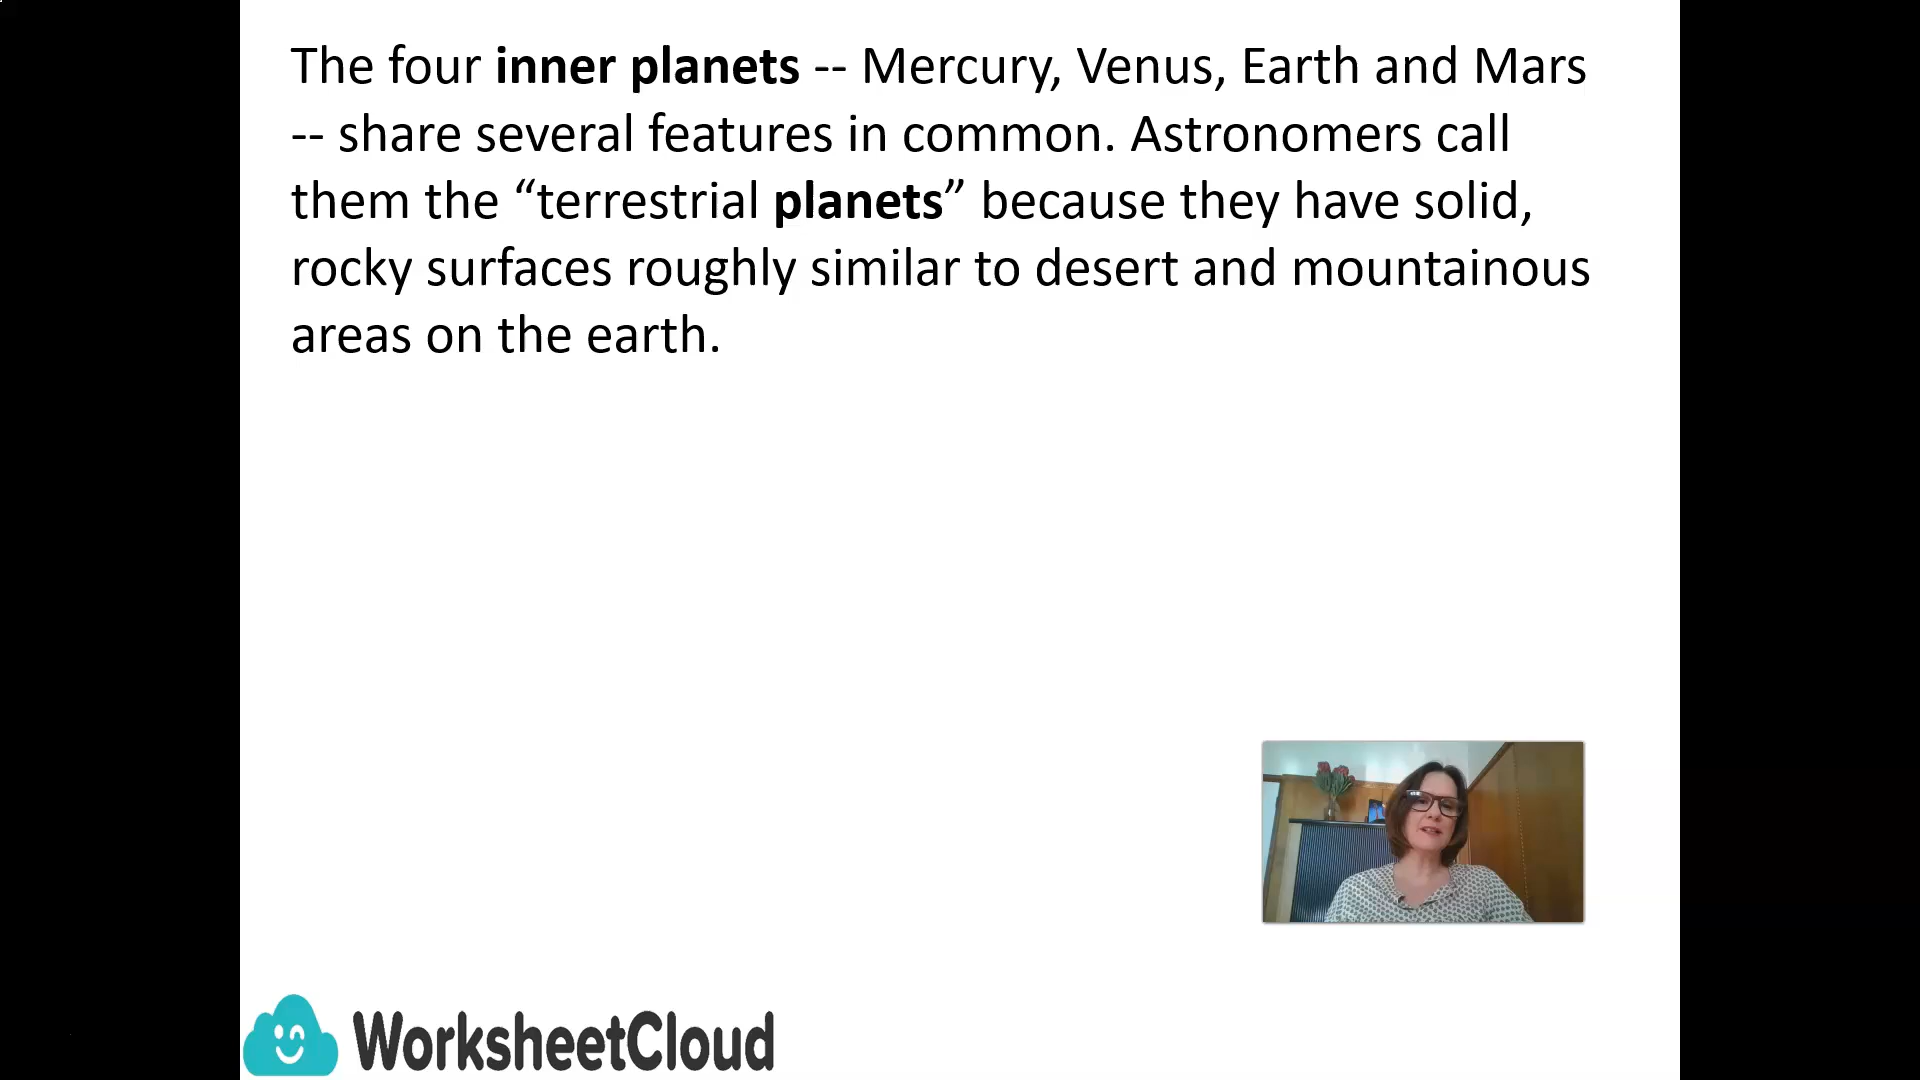 The four inner planets -- Mercury, Venus, Earth and Mars
-- share several features in common. Astronomers call
them the “terrestrial planets” because they have solid,
rocky surfaces roughly similar to desert and mountainous
areas on the earth.
WorksheetCloud